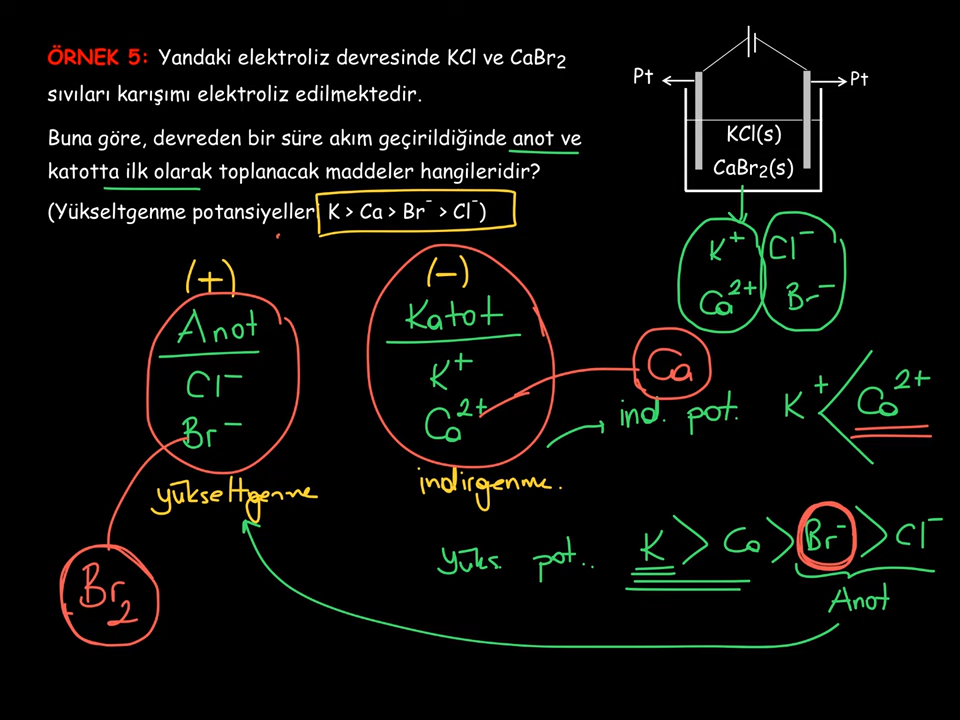 ÖRNEK 5: Yandaki elektroliz devresinde KCl ve CaBr₂
sıvıları karışımı elektroliz edilmektedir.
Buna göre, devreden bir süre akım geçirildiğinde anot ve
katotta ilk olarak toplanacak maddeler hangileridir?
(Yükseltgenme potansiyeller K > Ca > Br⁻ > Cl⁻)
Pt
Pt
KCl(s)
CaBr₂(s)
K⁺ Cl⁻
Ca²⁺ Br⁻
(+)
Anot
Cl⁻
Br⁻
yükseltgenme
Br₂
(-)
Katot
K⁺
Ca²⁺
indirgenme.
Ca
ind. pot. K⁺ < Ca²⁺
yüks. pot.. K > Ca > Br⁻ > Cl⁻
Anot